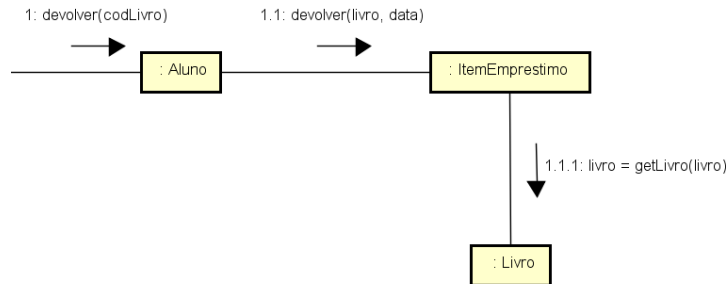 1: devolver(codLivro)
1.1: devolver(livro, data)
: Aluno
: ItemEmprestimo
1.1.1: livro = getLivro(livro)
: Livro